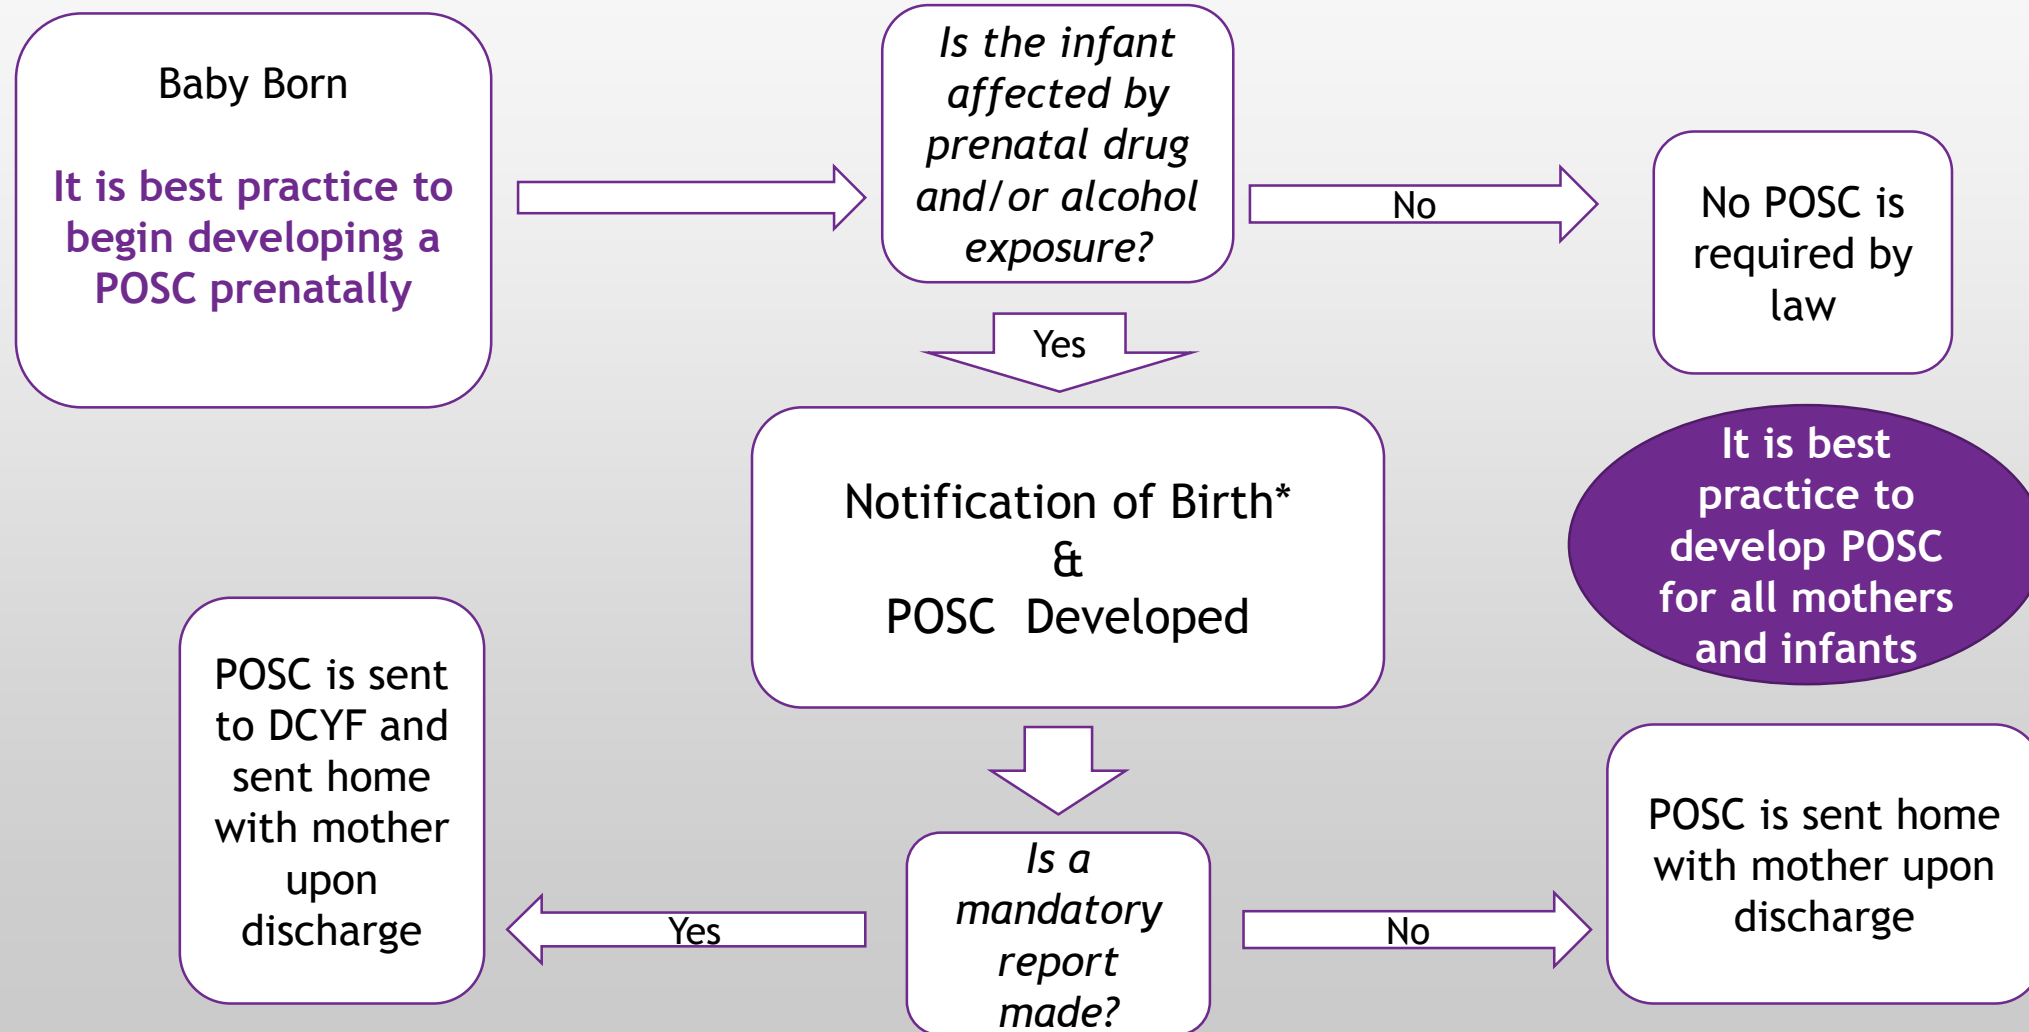 Baby Born
It is best practice to
begin developing a
POSC prenatally
Is the infant
affected by
prenatal drug
and/or alcohol
exposure?
No
No POSC is
required by
law
Yes
It is best
practice to
develop POSC
for all mothers
and infants
Notification of Birth*
&
POSC Developed
POSC is sent
to DCYF and
sent home
with mother
upon
discharge
Yes
Is a
mandatory
report
made?
No
POSC is sent home
with mother upon
discharge